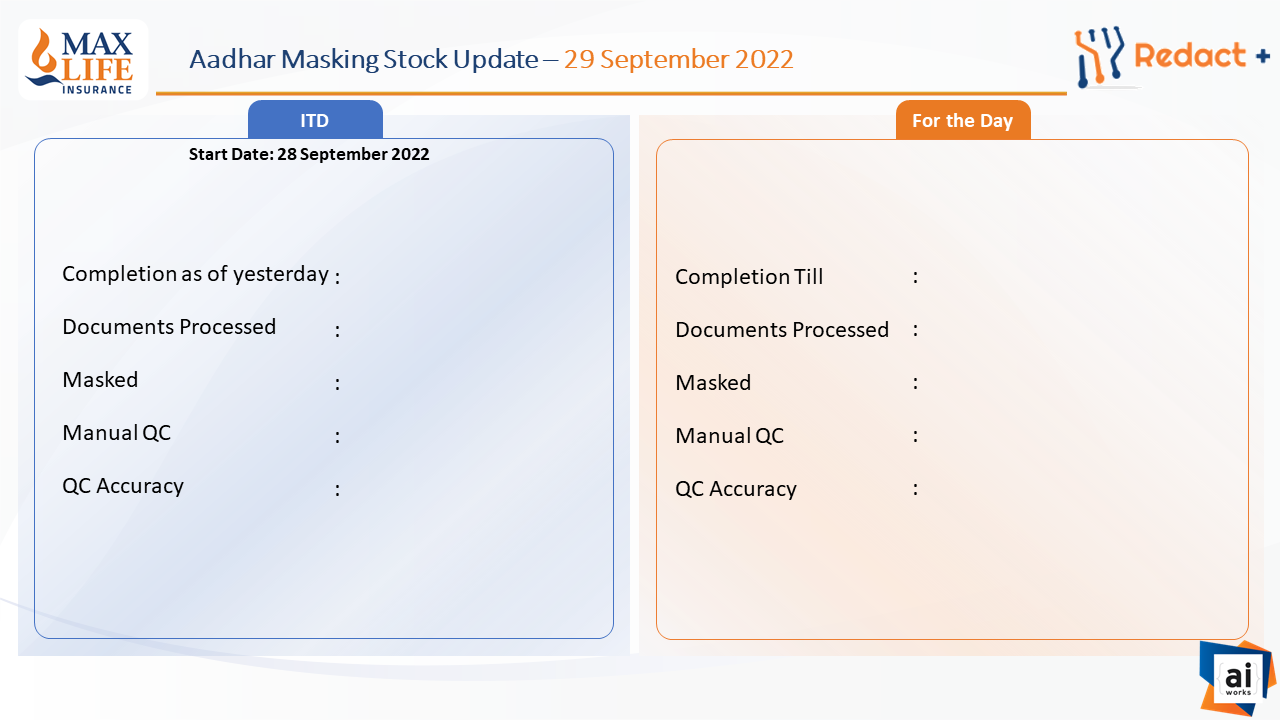 MAX
LIFE
INSURANCE
Aadhar Masking Stock Update – 29 September 2022
Redact +
ITD
Start Date: 28 September 2022
Completion as of yesterday :
Documents Processed :
Masked :
Manual QC :
QC Accuracy :
For the Day
Completion Till :
Documents Processed :
Masked :
Manual QC :
QC Accuracy :
ai
works